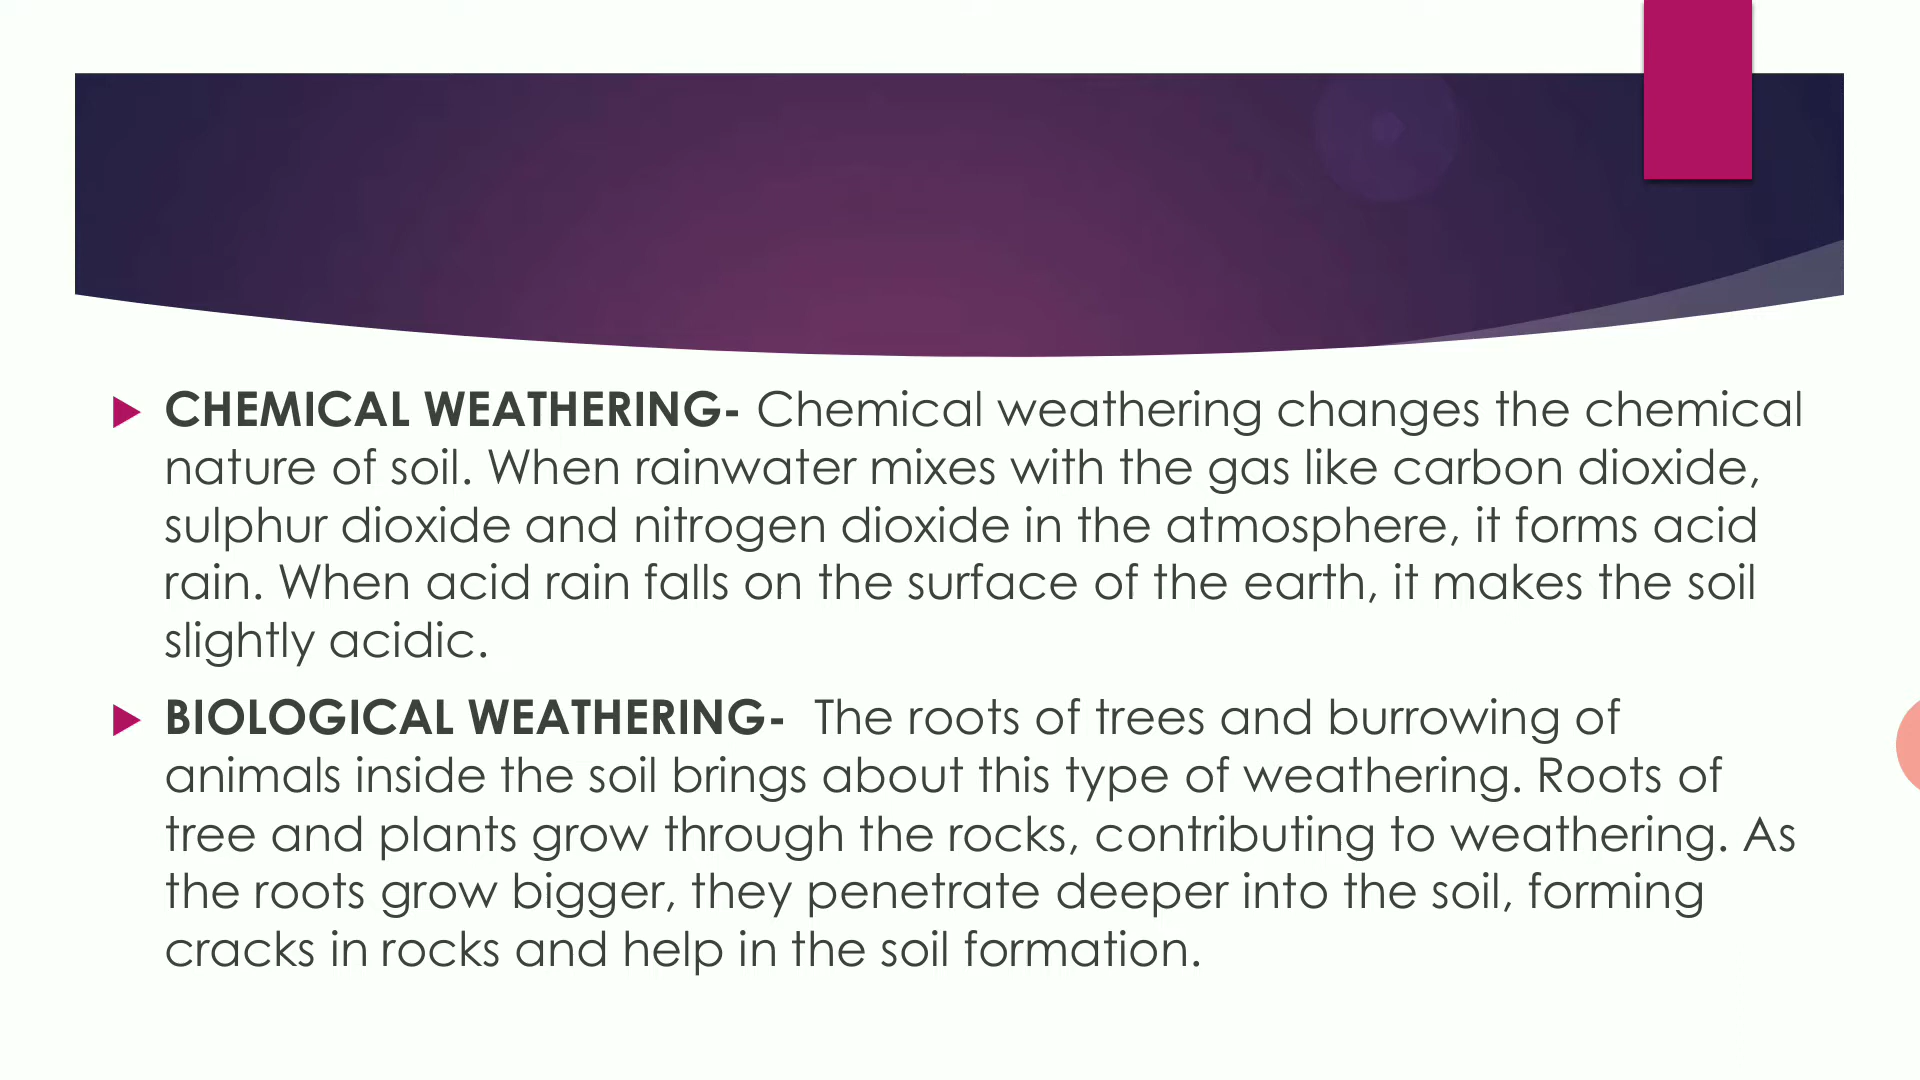 CHEMICAL WEATHERING- Chemical weathering changes the chemical
nature of soil. When rainwater mixes with the gas like carbon dioxide,
sulphur dioxide and nitrogen dioxide in the atmosphere, it forms acid
rain. When acid rain falls on the surface of the earth, it makes the soil
slightly acidic.
BIOLOGICAL WEATHERING- The roots of trees and burrowing of
animals inside the soil brings about this type of weathering. Roots of
tree and plants grow through the rocks, contributing to weathering. As
the roots grow bigger, they penetrate deeper into the soil, forming
cracks in rocks and help in the soil formation.